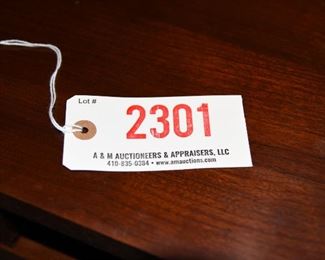 Lot #
2301
A & M AUCTIONEERS & APPRAISERS, LLC
410-835-0384 • www.amauctions.com